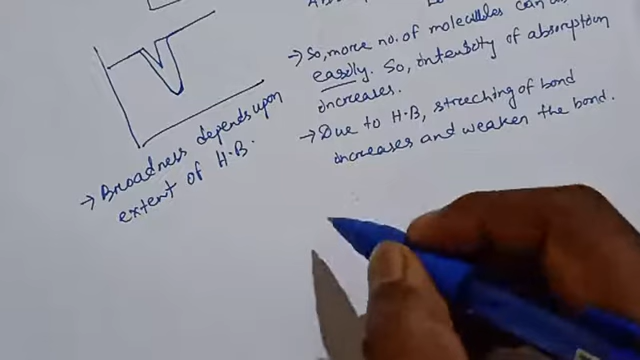 → So, more no. of molecules can
easily. So, intensity of absorption
increases.
→ Due to H·B, streching of bond
increases and weaken the bond.
→ Broadness depends upon
extent of H·B.